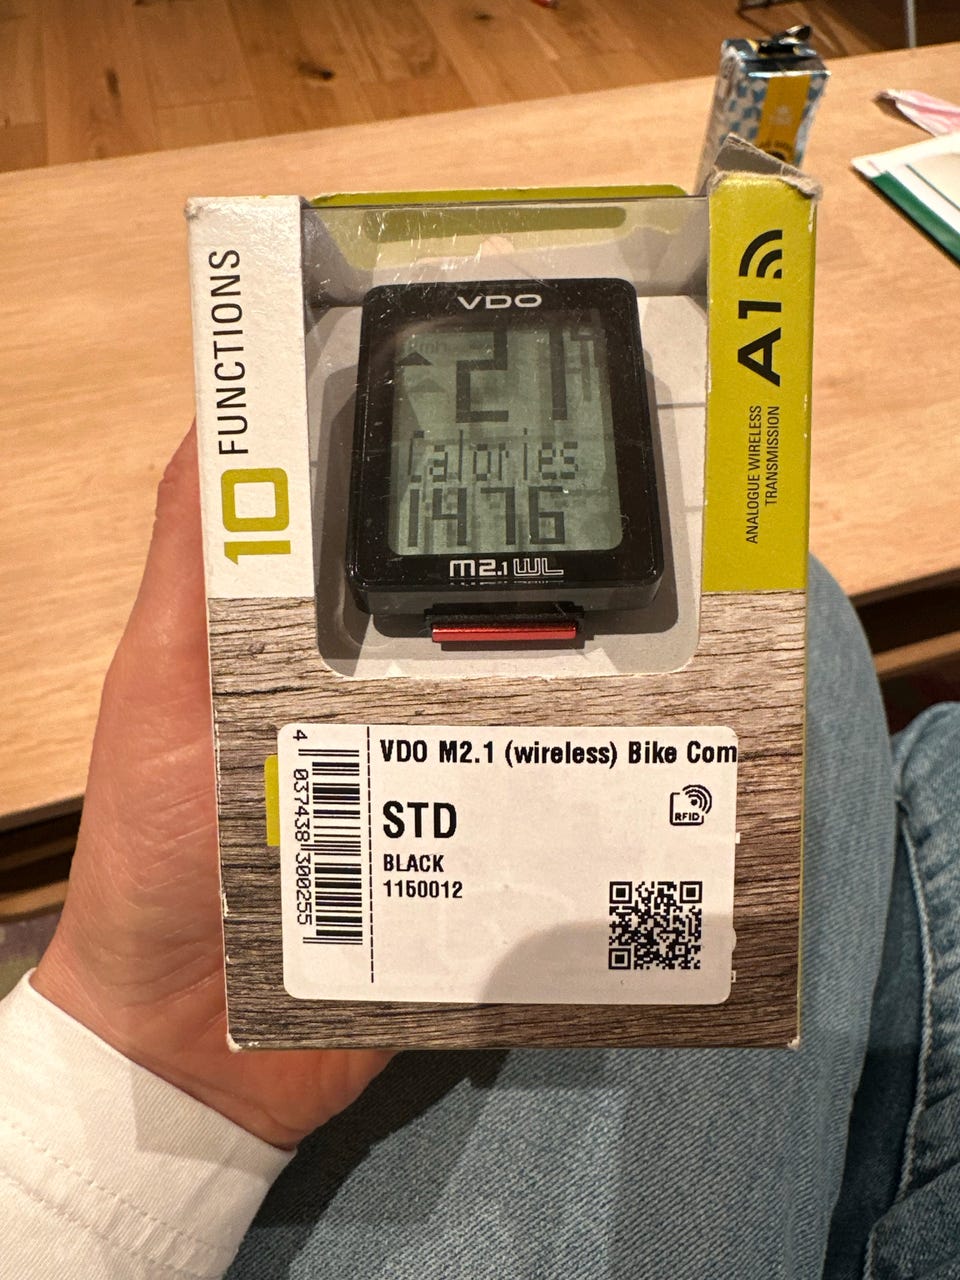 10 FUNCTIONS
VDO
Calories
1476
M2.1 WL
A1
ANALOGUE WIRELESS
TRANSMISSION
VDO M2.1 (wireless) Bike Com
STD
RFID
BLACK
1150012
4 037438 300255